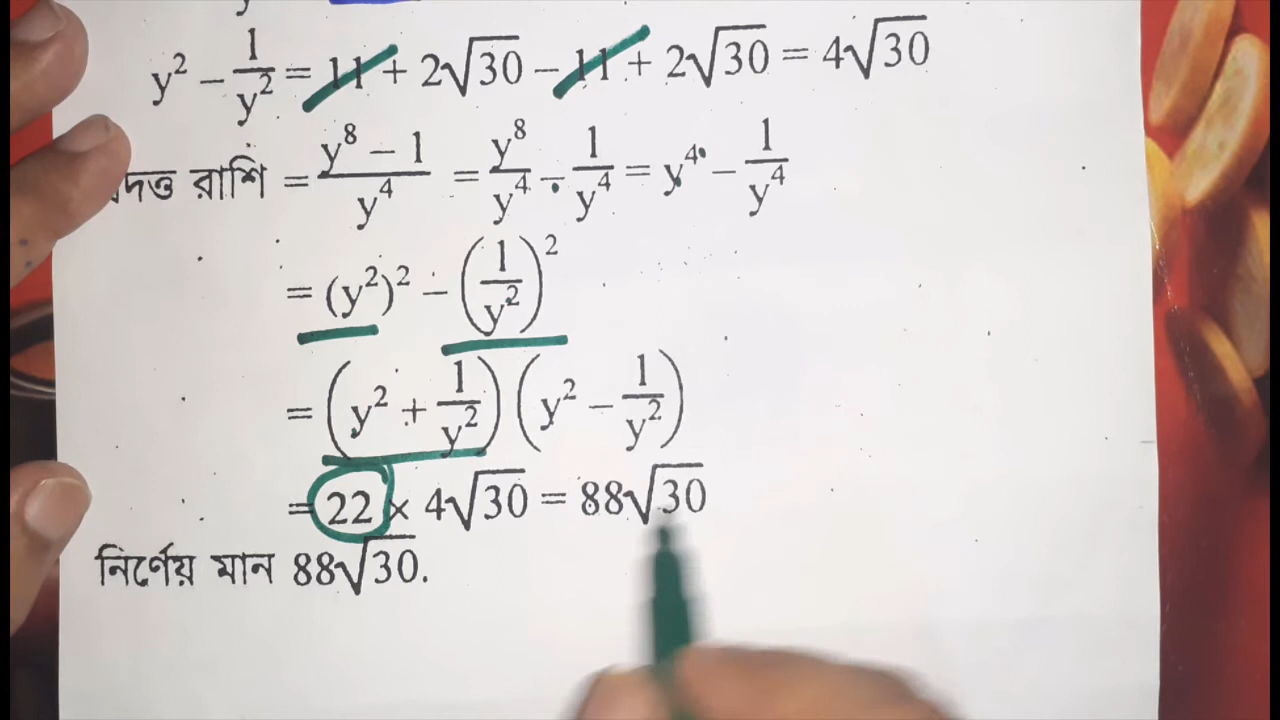 y² − 1/y² = 11 + 2√30 − 11 + 2√30 = 4√30
রাশি = (y⁸ − 1)/y⁴ = y⁸/y⁴ − 1/y⁴ = y⁴ − 1/y⁴
= (y²)² − (1/y²)²
= (y² + 1/y²) (y² − 1/y²)
= 22 × 4√30 = 88√30
নির্ণেয় মান 88√30.